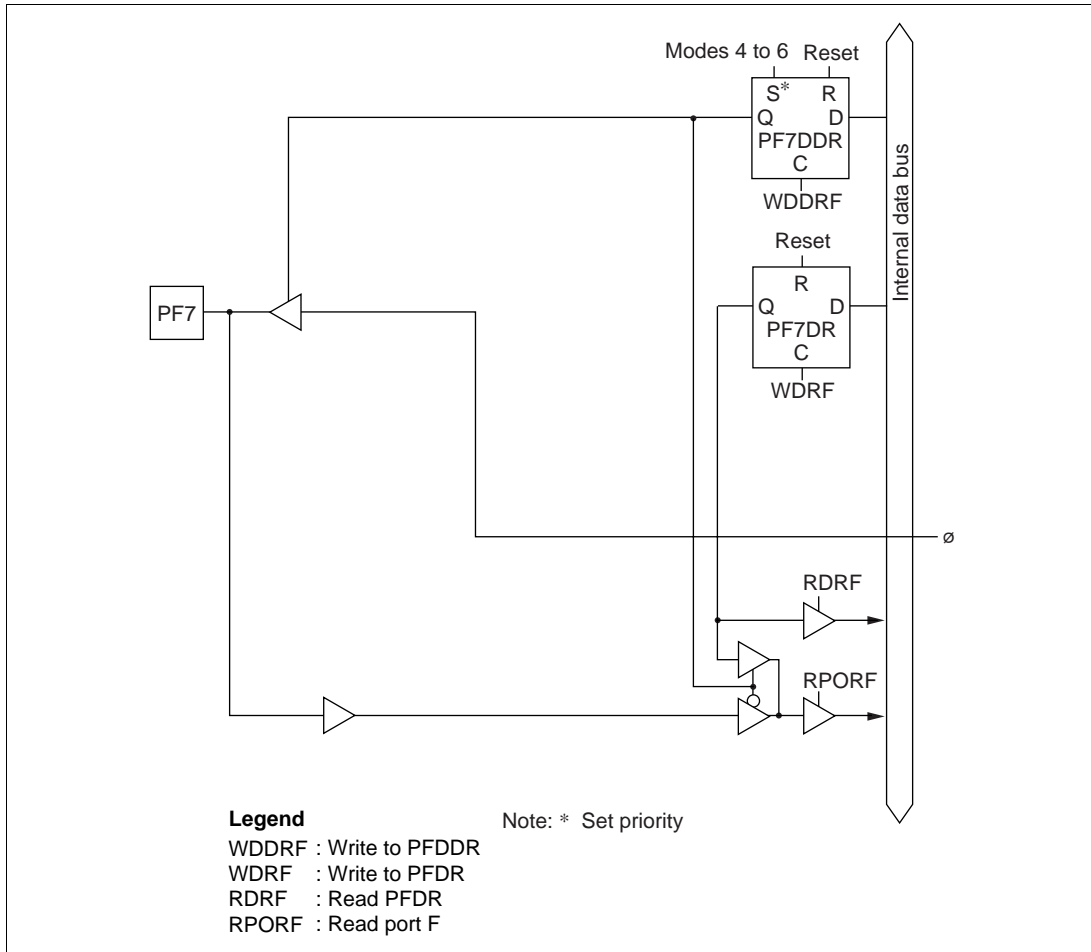 Modes 4 to 6 Reset
S* R
Q D
PF7DDR
C
WDDRF
Internal data bus
Reset
R
PF7
Q D
PF7DR
C
WDRF
ø
RDRF
RPORF
Legend
Note: * Set priority
WDDRF : Write to PFDDR
WDRF : Write to PFDR
RDRF : Read PFDR
RPORF : Read port F